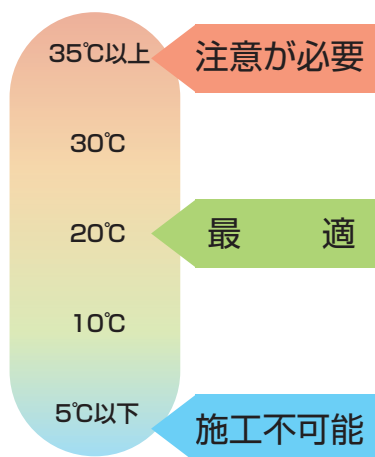 35℃以上
注意が必要
30℃
20℃
最 適
10℃
5℃以下
施工不可能